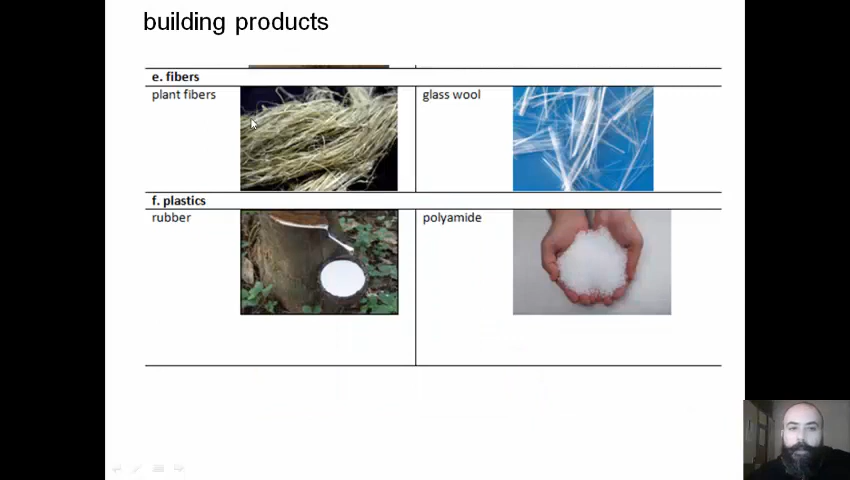 building products
e. fibers
plant fibers
glass wool
f. plastics
rubber
polyamide